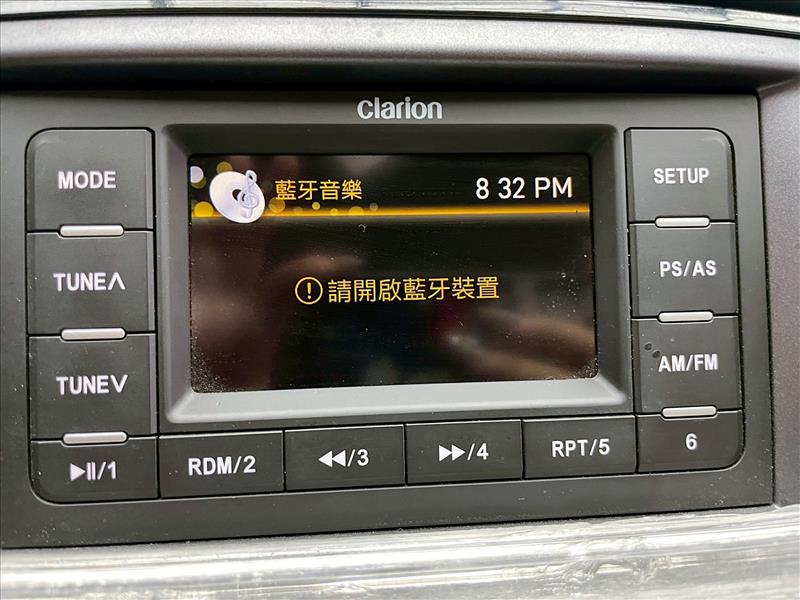 clarion
MODE
SETUP
藍牙音樂 8 32 PM
TUNE∧
PS/AS
! 請開啟藍牙裝置
TUNE∨
AM/FM
▶II/1
RDM/2
◀◀/3
▶▶/4
RPT/5
6